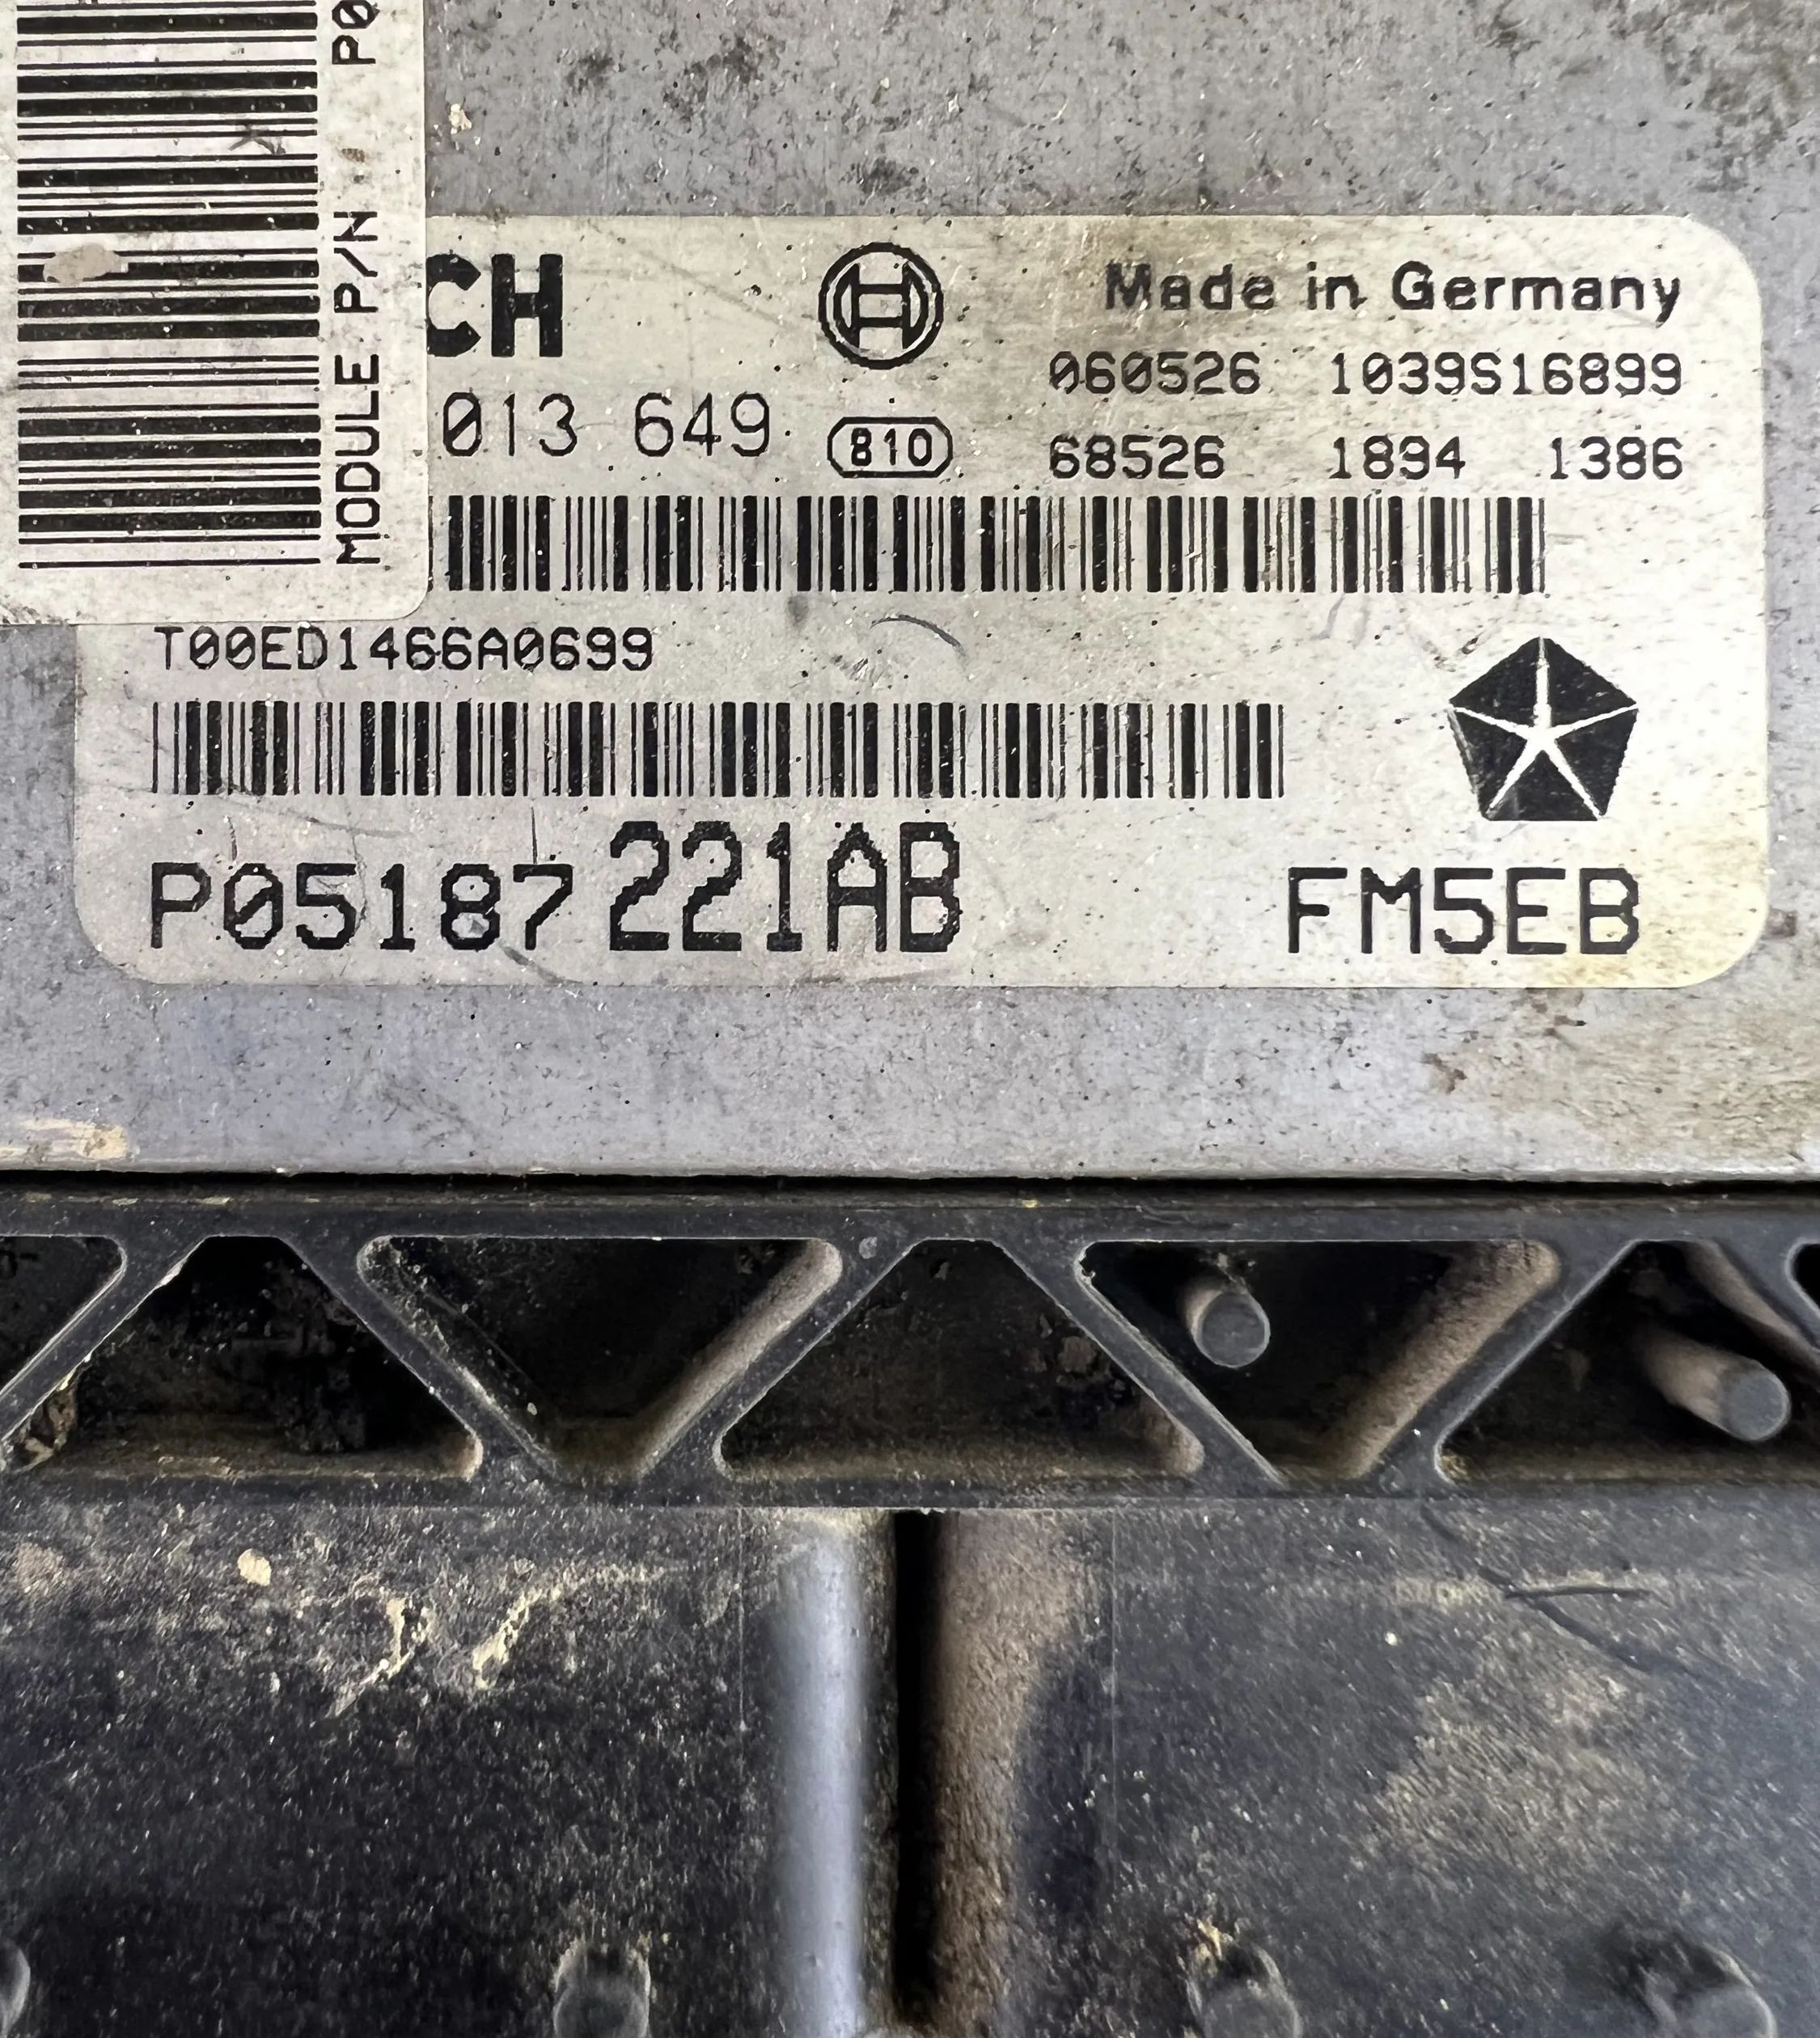 MODULE P/N P0
CH
Made in Germany
060526 1039S16899
013 649 810
68526 1894 1386
T00ED1466A0699
P05187221AB FM5EB